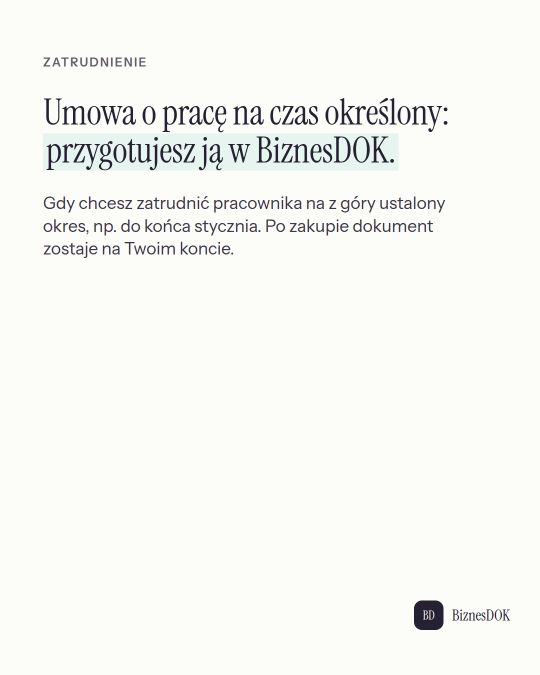 ZATRUDNIENIE
Umowa o pracę na czas określony:
przygotujesz ją w BiznesDOK.
Gdy chcesz zatrudnić pracownika na z góry ustalony
okres, np. do końca stycznia. Po zakupie dokument
zostaje na Twoim koncie.
BD BiznesDOK